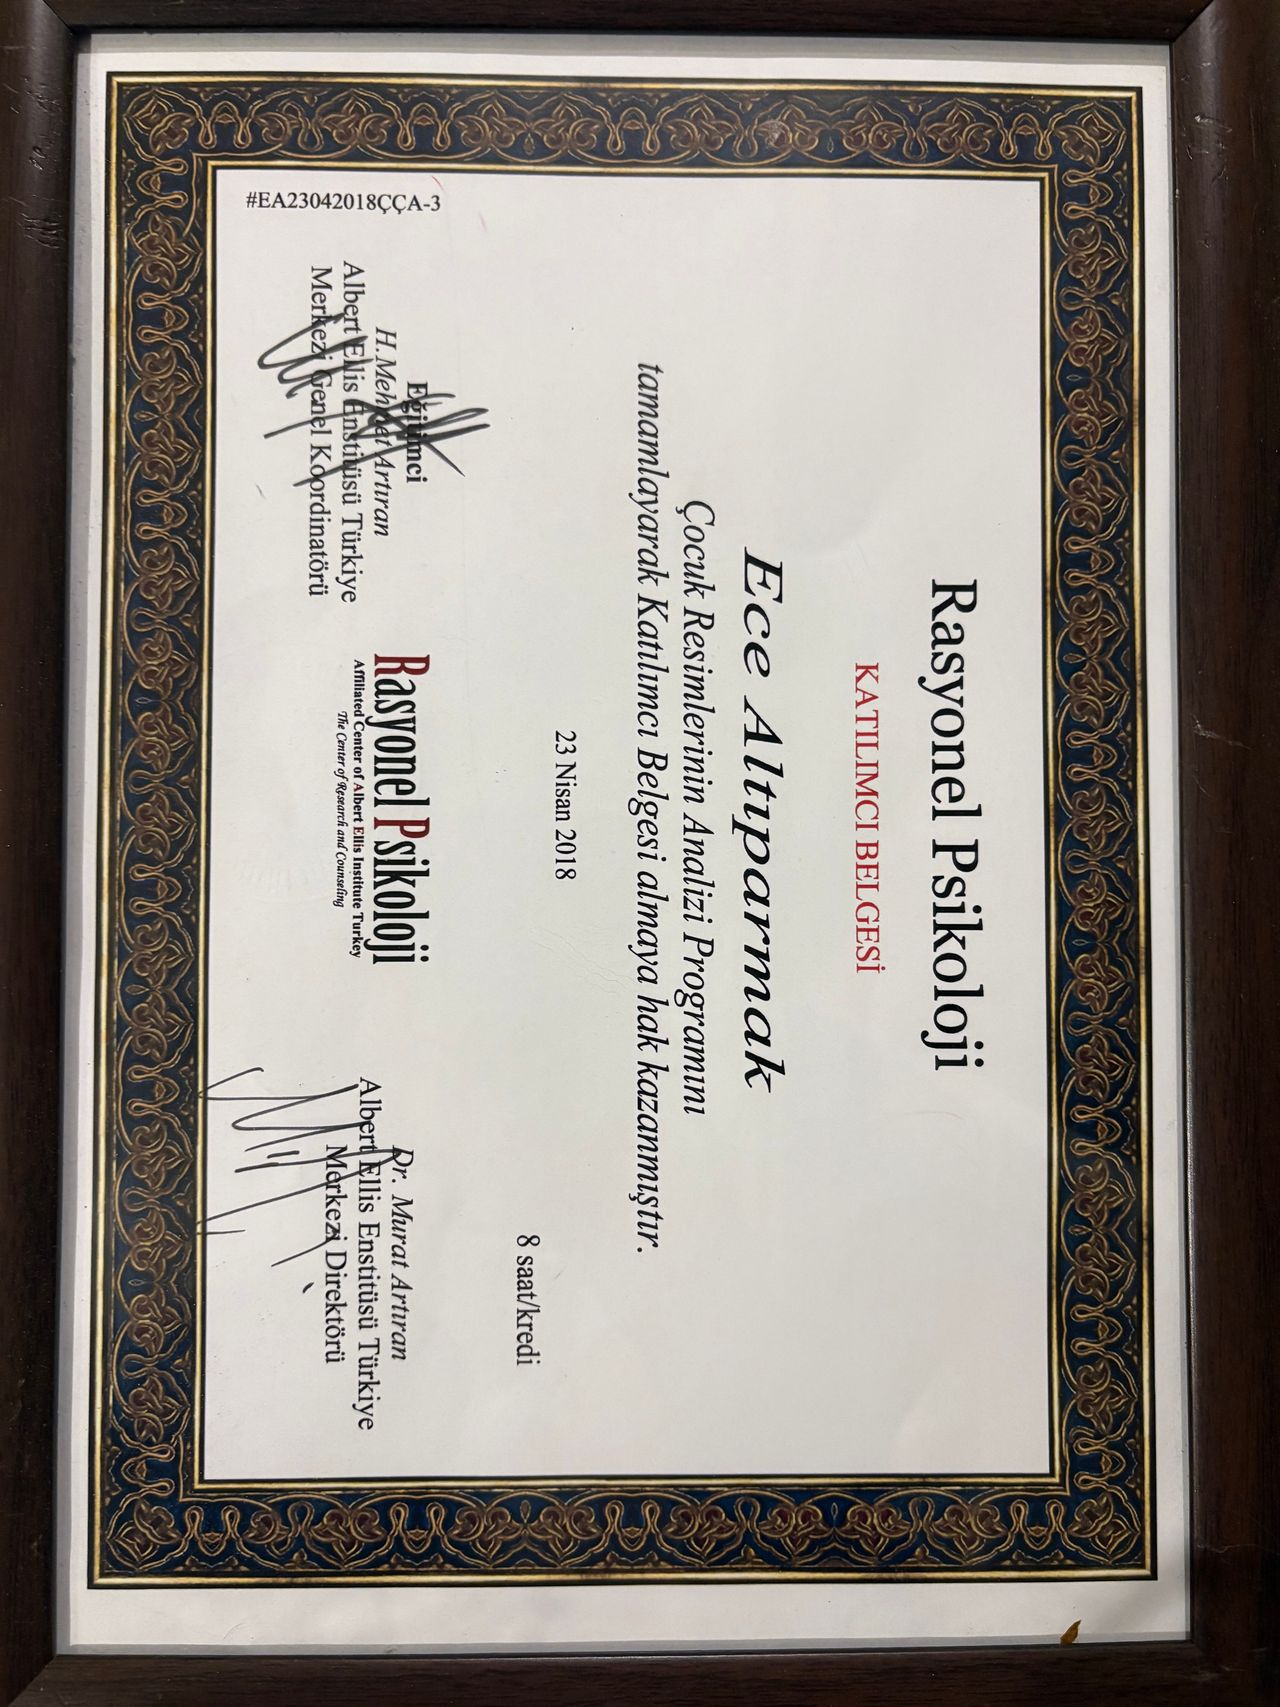 Rasyonel Psikoloji
KATILIMCI BELGESİ
Ece Altıparmak
Çocuk Resimlerinin Analizi Programını
tamamlayarak Katılımcı Belgesi almaya hak kazanmıştır.
23 Nisan 2018
8 saat/kredi
Eğitimci
H.Mehmet Artıran
Albert Ellis Enstitüsü Türkiye
Merkezi Genel Koordinatörü
Rasyonel Psikoloji
Affiliated Center of Albert Ellis Institute Turkey
The Center of Research and Counseling
Dr. Murat Artıran
Albert Ellis Enstitüsü Türkiye
Merkezi Direktörü
#EA23042018ÇÇA-3